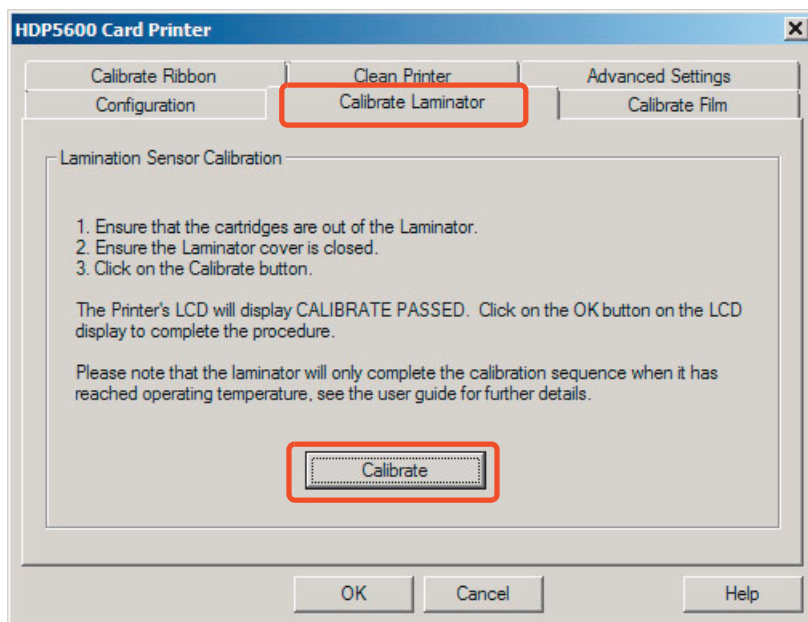 HDP5600 Card Printer
Calibrate Ribbon
Clean Printer
Advanced Settings
Configuration
Calibrate Laminator
Calibrate Film
Lamination Sensor Calibration
1. Ensure that the cartridges are out of the Laminator.
2. Ensure the Laminator cover is closed.
3. Click on the Calibrate button.
The Printer's LCD will display CALIBRATE PASSED. Click on the OK button on the LCD
display to complete the procedure.
Please note that the laminator will only complete the calibration sequence when it has
reached operating temperature, see the user guide for further details.
Calibrate
OK
Cancel
Help